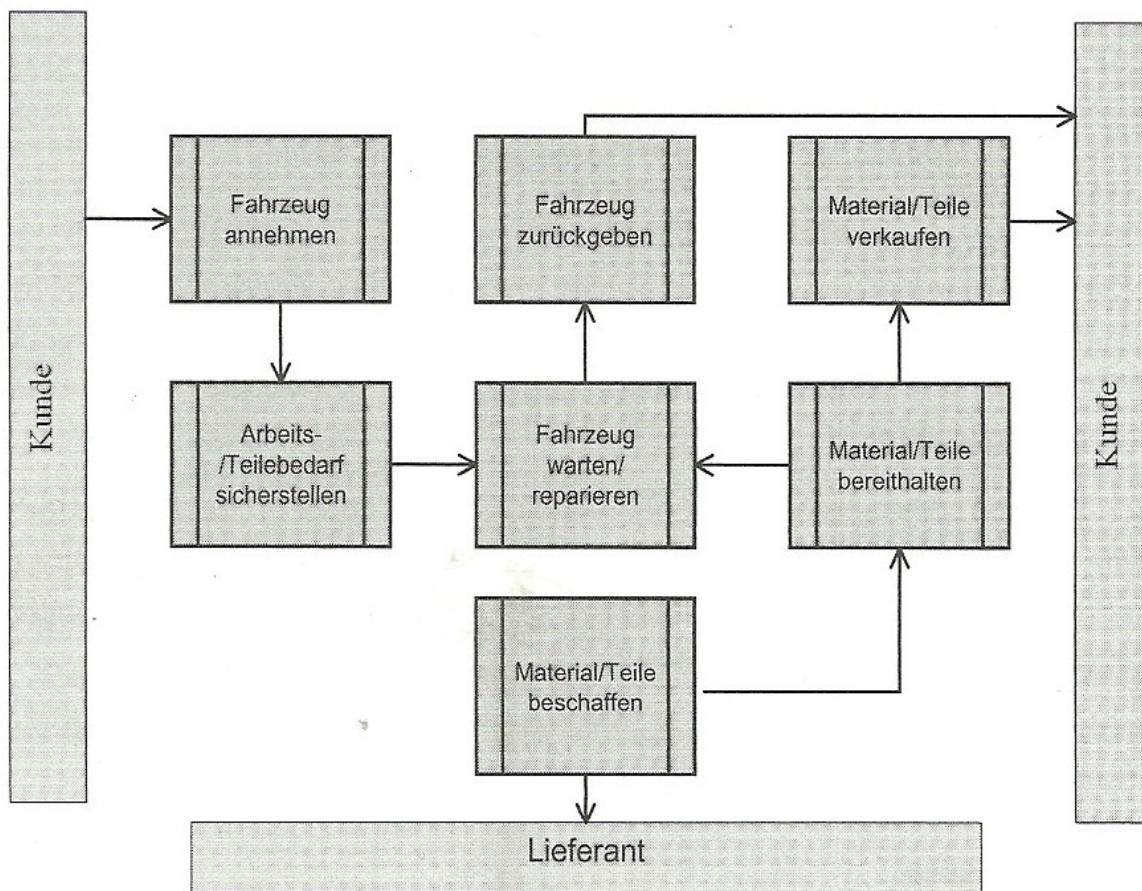 Kunde
Fahrzeug
annehmen
Fahrzeug
zurückgeben
Material/Teile
verkaufen
Kunde
Arbeits-
/Teilebedarf
sicherstellen
Fahrzeug
warten/
reparieren
Material/Teile
bereithalten
Material/Teile
beschaffen
Lieferant